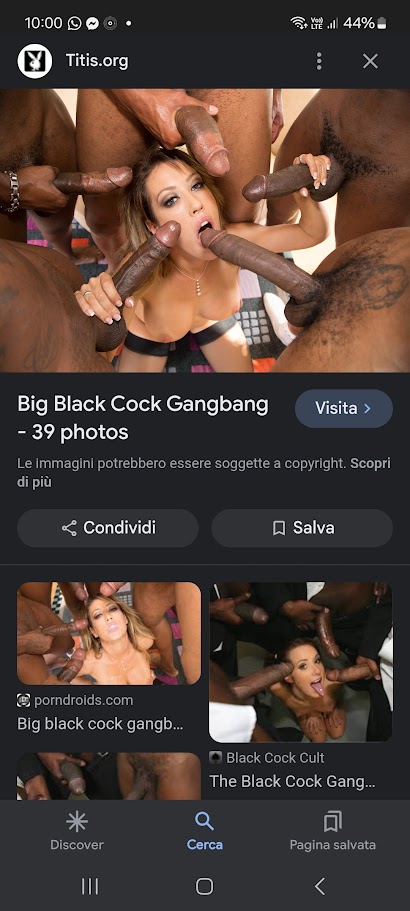 10:00
Vo)) LTE
44%
Titis.org
Big Black Cock Gangbang
- 39 photos
Visita
Le immagini potrebbero essere soggette a copyright. Scopri
di più
Condividi
Salva
porndroids.com
Big black cock gangb...
Black Cock Cult
The Black Cock Gang...
Discover
Cerca
Pagina salvata